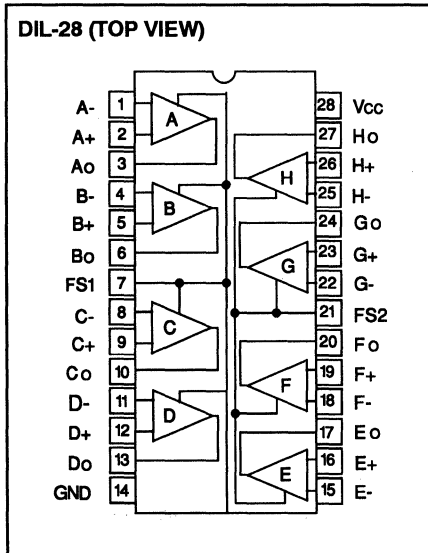 DIL-28 (TOP VIEW)
A- 1
A+ 2
Ao 3
B- 4
B+ 5
Bo 6
FS1 7
C- 8
C+ 9
Co 10
D- 11
D+ 12
Do 13
GND 14
A
B
C
D
28 Vcc
27 Ho
26 H+
25 H-
24 Go
23 G+
22 G-
21 FS2
20 Fo
19 F+
18 F-
17 Eo
16 E+
15 E-
H
G
F
E